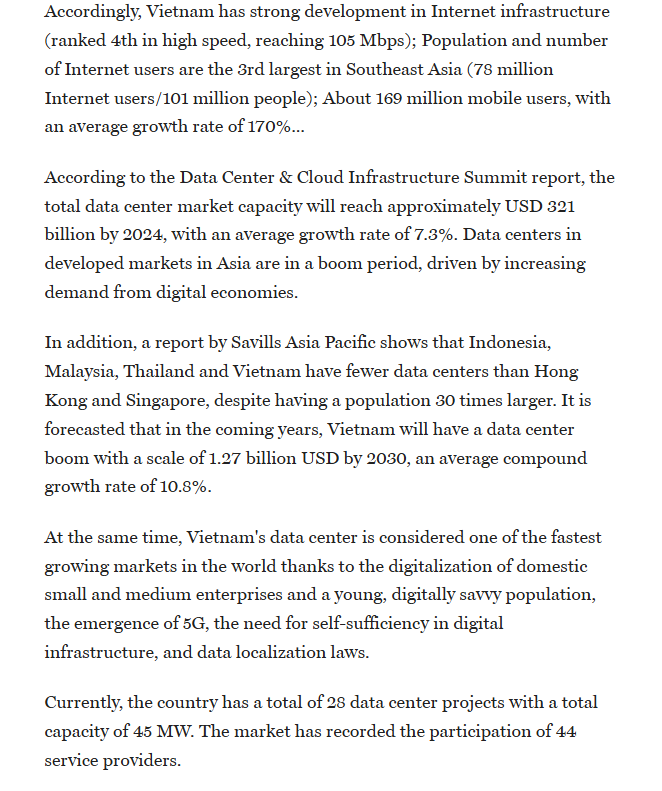 Accordingly, Vietnam has strong development in Internet infrastructure
(ranked 4th in high speed, reaching 105 Mbps); Population and number
of Internet users are the 3rd largest in Southeast Asia (78 million
Internet users/101 million people); About 169 million mobile users, with
an average growth rate of 170%...
According to the Data Center & Cloud Infrastructure Summit report, the
total data center market capacity will reach approximately USD 321
billion by 2024, with an average growth rate of 7.3%. Data centers in
developed markets in Asia are in a boom period, driven by increasing
demand from digital economies.
In addition, a report by Savills Asia Pacific shows that Indonesia,
Malaysia, Thailand and Vietnam have fewer data centers than Hong
Kong and Singapore, despite having a population 30 times larger. It is
forecasted that in the coming years, Vietnam will have a data center
boom with a scale of 1.27 billion USD by 2030, an average compound
growth rate of 10.8%.
At the same time, Vietnam's data center is considered one of the fastest
growing markets in the world thanks to the digitalization of domestic
small and medium enterprises and a young, digitally savvy population,
the emergence of 5G, the need for self-sufficiency in digital
infrastructure, and data localization laws.
Currently, the country has a total of 28 data center projects with a total
capacity of 45 MW. The market has recorded the participation of 44
service providers.